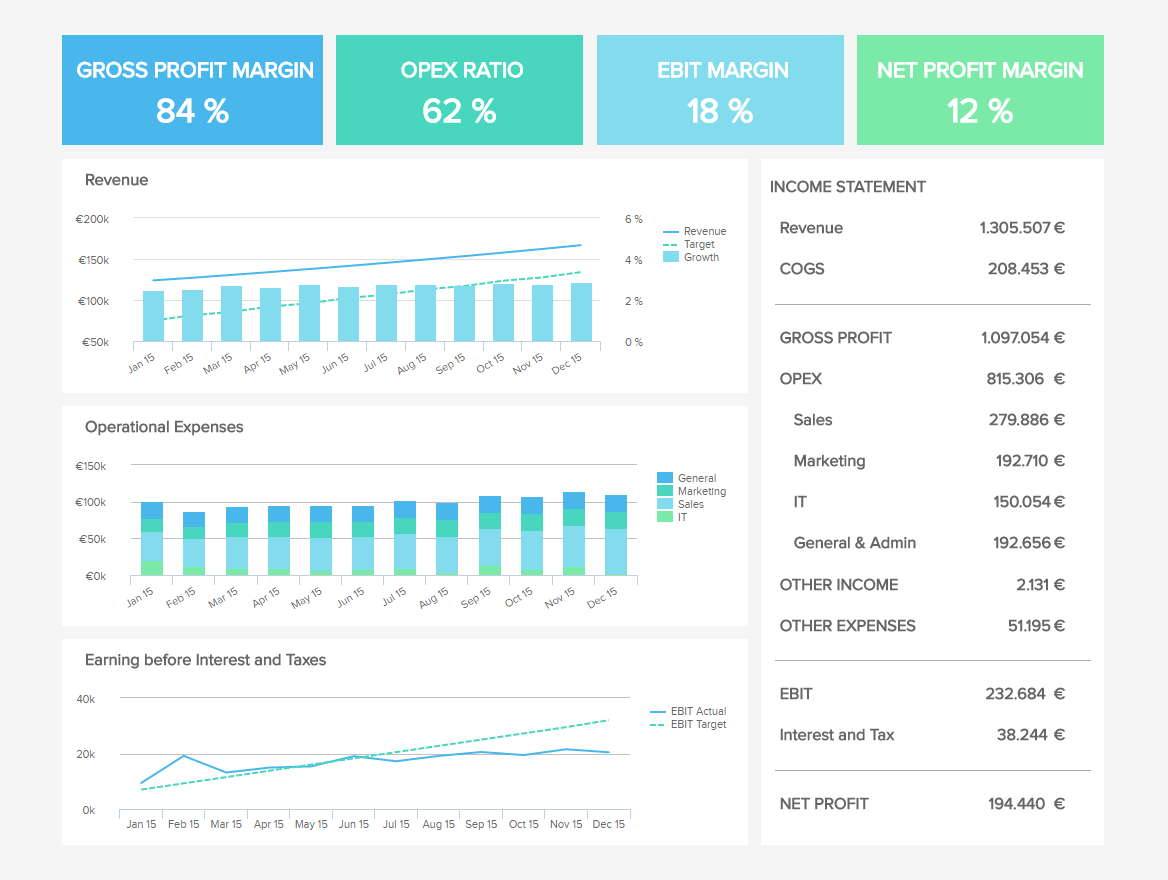 GROSS PROFIT MARGIN
84 %
OPEX RATIO
62 %
EBIT MARGIN
18 %
NET PROFIT MARGIN
12 %
Revenue
€200k
€150k
€100k
€50k
6 %
4 %
2 %
0 %
Revenue
Target
Growth
Jan 15
Feb 15
Mar 15
Apr 15
May 15
Jun 15
Jul 15
Aug 15
Sep 15
Oct 15
Nov 15
Dec 15
Operational Expenses
€150k
€100k
€50k
€0k
General
Marketing
Sales
IT
Jan 15
Feb 15
Mar 15
Apr 15
May 15
Jun 15
Jul 15
Aug 15
Sep 15
Oct 15
Nov 15
Dec 15
Earning before Interest and Taxes
40k
20k
0k
EBIT Actual
EBIT Target
Jan 15
Feb 15
Mar 15
Apr 15
May 15
Jun 15
Jul 15
Aug 15
Sep 15
Oct 15
Nov 15
Dec 15
INCOME STATEMENT
Revenue 1.305.507 €
COGS 208.453 €
GROSS PROFIT 1.097.054 €
OPEX 815.306 €
Sales 279.886 €
Marketing 192.710 €
IT 150.054 €
General & Admin 192.656 €
OTHER INCOME 2.131 €
OTHER EXPENSES 51.195 €
EBIT 232.684 €
Interest and Tax 38.244 €
NET PROFIT 194.440 €